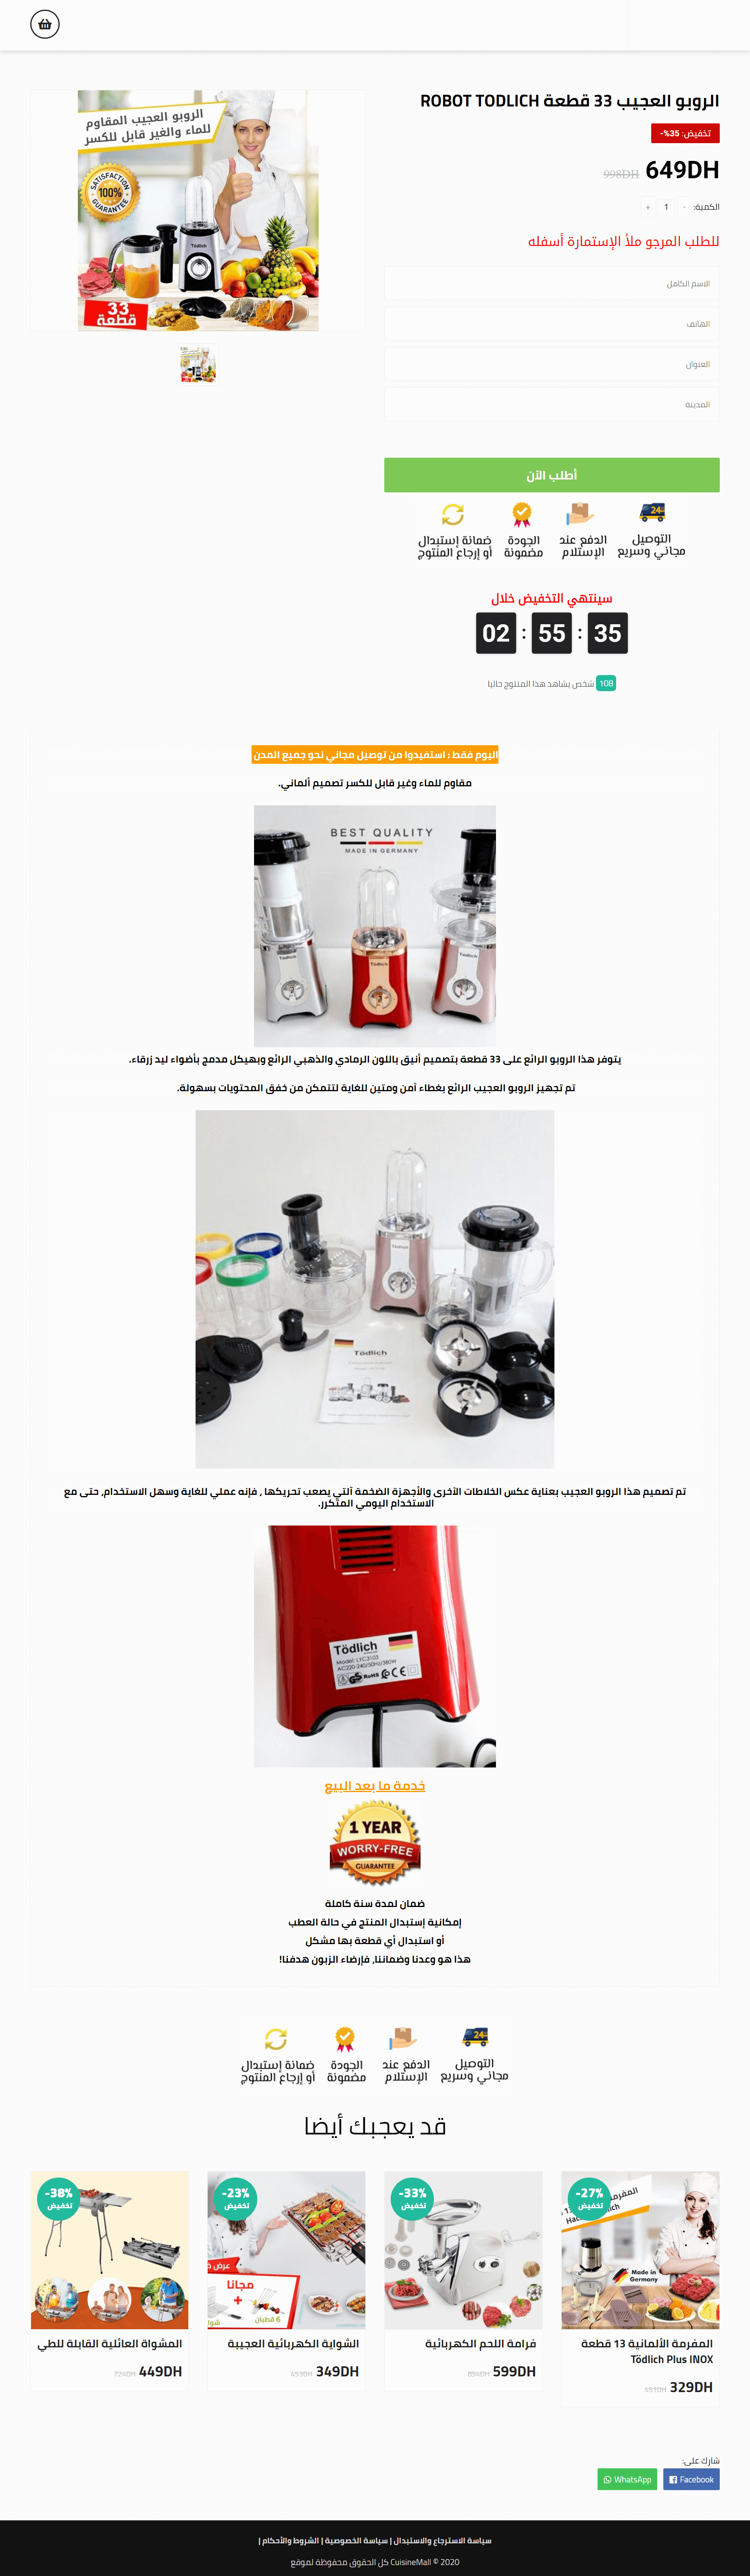 الروبو العجيب 33 قطعة ROBOT TODLICH
تخفيض: 35%-
649DH 998DH
الكمية: - 1 +
للطلب المرجو ملأ الإستمارة أسفله
الاسم الكامل
الهاتف
العنوان
المدينة
أطلب الآن
التوصيل
مجاني وسريع
الدفع عند
الإستلام
الجودة
مضمونة
ضمانة إستبدال
أو إرجاع المنتوج
سينتهي التخفيض خلال
02 : 55 : 35
108 شخص يشاهد هذا المنتوج حاليا
الروبو العجيب المقاوم
للماء والغير قابل للكسر
SATISFACTION
100%
GUARANTEE
Tödlich
33
قطعة
اليوم فقط : استفيدوا من توصيل مجاني نحو جميع المدن
مقاوم للماء وغير قابل للكسر تصميم ألماني.
BEST QUALITY
MADE IN GERMANY
Tödlich
Tödlich
Tödlich
يتوفر هذا الروبو الرائع على 33 قطعة بتصميم أنيق باللون الرمادي والذهبي الرائع وبهيكل مدمج بأضواء ليد زرقاء.
تم تجهيز الروبو العجيب الرائع بغطاء آمن ومتين للغاية لتتمكن من خفق المحتويات بسهولة.
Tödlich
Tödlich
تم تصميم هذا الروبو العجيب بعناية عكس الخلاطات الآخرى والأجهزة الضخمة آلتي يصعب تحريكها ، فإنه عملي للغاية وسهل الاستخدام، حتى مع
الاستخدام اليومي المتكرر.
Tödlich
Model: LYC3103
AC220-240/50Hz/380W
RoHS CE
خدمة ما بعد البيع
1 YEAR
WORRY-FREE
GUARANTEE
ضمان لمدة سنة كاملة
إمكانية إستبدال المنتج في حالة العطب
أو استبدال أي قطعة بها مشكل
هذا هو وعدنا وضماننا، فإرضاء الزبون هدفنا!
التوصيل
مجاني وسريع
الدفع عند
الإستلام
الجودة
مضمونة
ضمانة إستبدال
أو إرجاع المنتوج
قد يعجبك أيضا
-27%
تخفيض
Made in
Germany
المفرمة الألمانية 13 قطعة
Tödlich Plus INOX
329DH 451DH
-33%
تخفيض
فرامة اللحم الكهربائية
599DH 894DH
-23%
تخفيض
مجانا
+
6 قطبان
الشواية الكهربائية العجيبة
349DH 453DH
-38%
تخفيض
المشواة العائلية القابلة للطي
449DH 724DH
شارك على:
Facebook
WhatsApp
سياسة الاسترجاع والاستبدال | سياسة الخصوصية | الشروط والأحكام |
كل الحقوق محفوظة لموقع CuisineMall © 2020